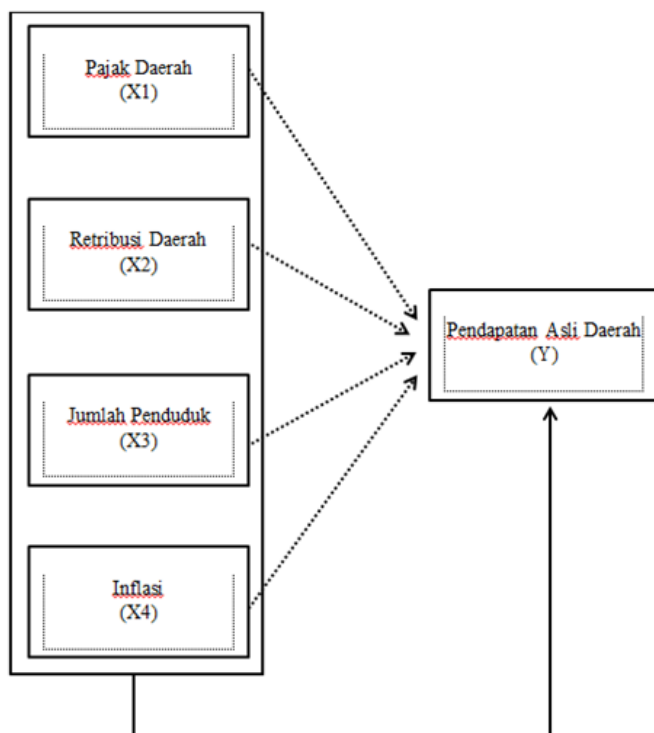 Pajak Daerah
(X1)
Retribusi Daerah
(X2)
Jumlah Penduduk
(X3)
Inflasi
(X4)
Pendapatan Asli Daerah
(Y)